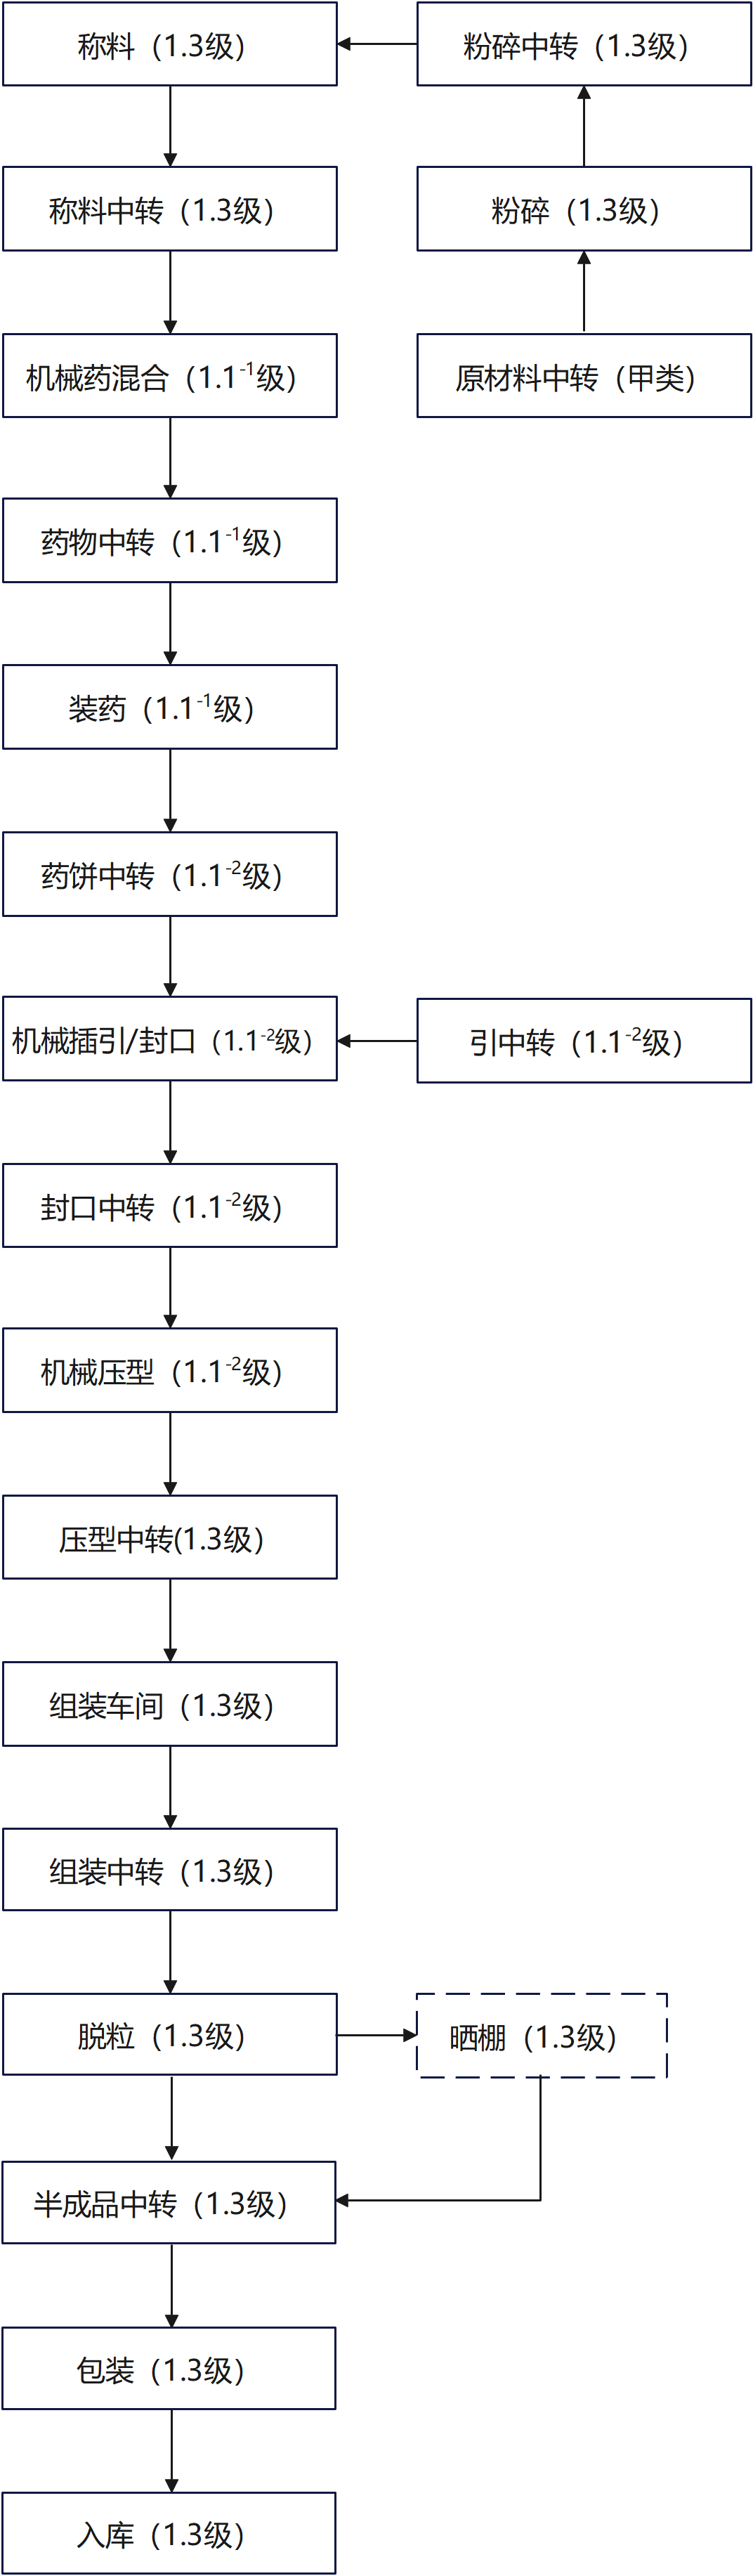 称料（1.3级）
粉碎中转（1.3级）
称料中转（1.3级）
粉碎（1.3级）
机械药混合（1.1⁻¹级）
原材料中转（甲类）
药物中转（1.1⁻¹级）
装药（1.1⁻¹级）
药饼中转（1.1⁻²级）
机械插引/封口（1.1⁻²级）
引中转（1.1⁻²级）
封口中转（1.1⁻²级）
机械压型（1.1⁻²级）
压型中转(1.3级）
组装车间（1.3级）
组装中转（1.3级）
脱粒（1.3级）
晒棚（1.3级）
半成品中转（1.3级）
包装（1.3级）
入库（1.3级）